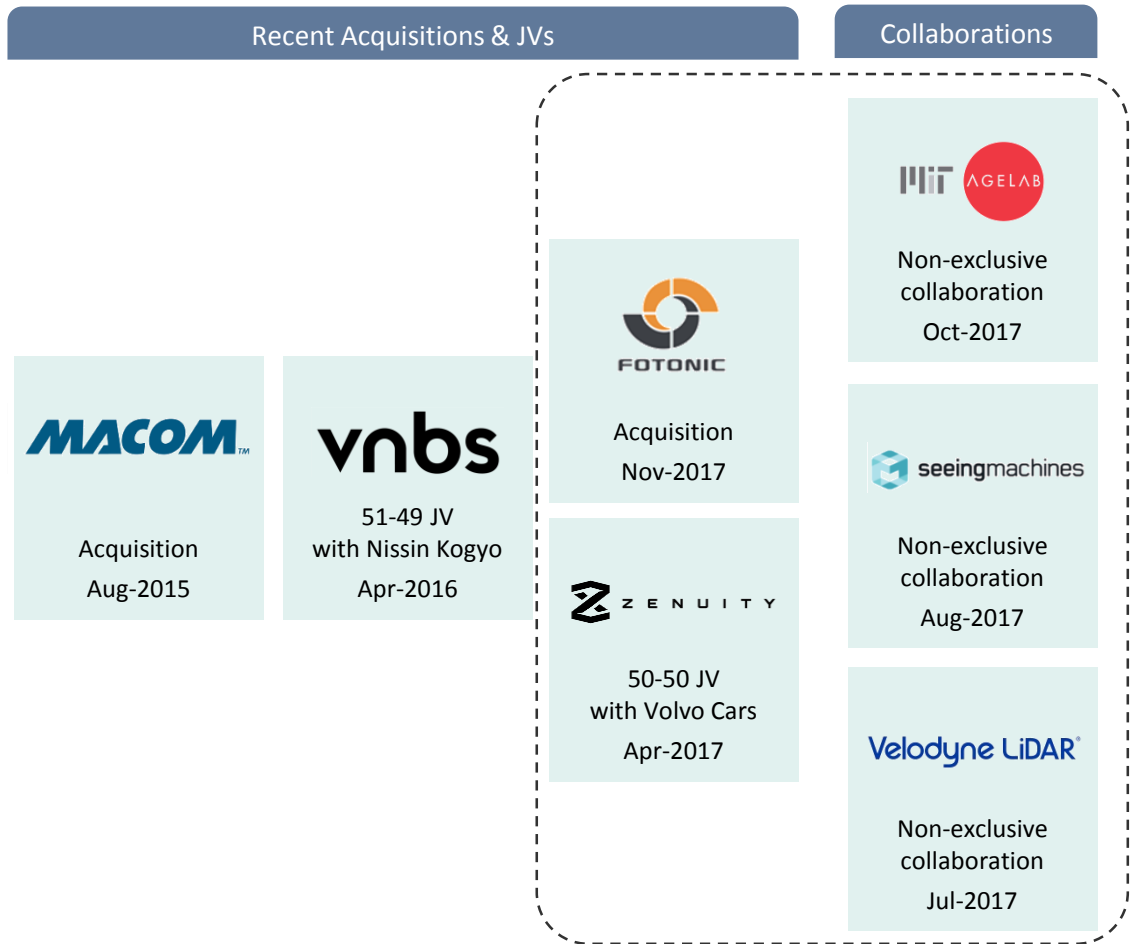 Recent Acquisitions & JVs
Collaborations
MACOM™
Acquisition
Aug-2015
vnbs
51-49 JV
with Nissin Kogyo
Apr-2016
FOTONIC
Acquisition
Nov-2017
ZENUITY
50-50 JV
with Volvo Cars
Apr-2017
MIT AGELAB
Non-exclusive
collaboration
Oct-2017
seeingmachines
Non-exclusive
collaboration
Aug-2017
Velodyne LiDAR®
Non-exclusive
collaboration
Jul-2017